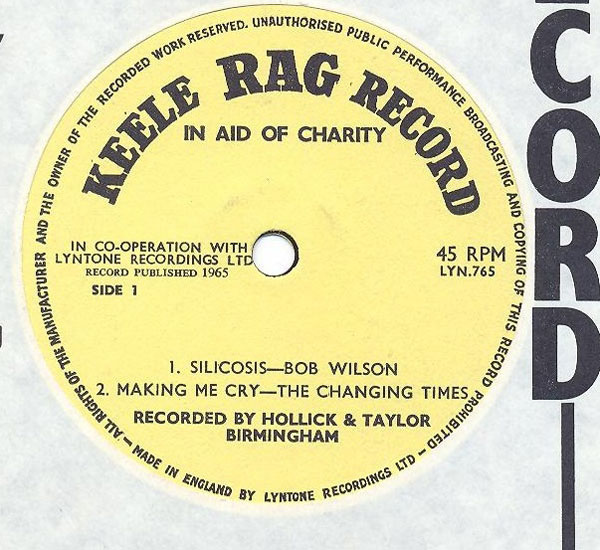 ALL RIGHTS OF THE MANUFACTURER AND THE OWNER OF THE RECORDED WORK RESERVED. UNAUTHORISED PUBLIC PERFORMANCE BROADCASTING AND COPYING OF THIS RECORD PROHIBITED – MADE IN ENGLAND BY LYNTONE RECORDINGS LTD –
KEELE RAG RECORD
IN AID OF CHARITY
IN CO-OPERATION WITH
LYNTONE RECORDINGS LTD
RECORD PUBLISHED 1965
SIDE 1
45 RPM
LYN.765
1. SILICOSIS—BOB WILSON
2. MAKING ME CRY—THE CHANGING TIMES
RECORDED BY HOLLICK & TAYLOR
BIRMINGHAM
CORD